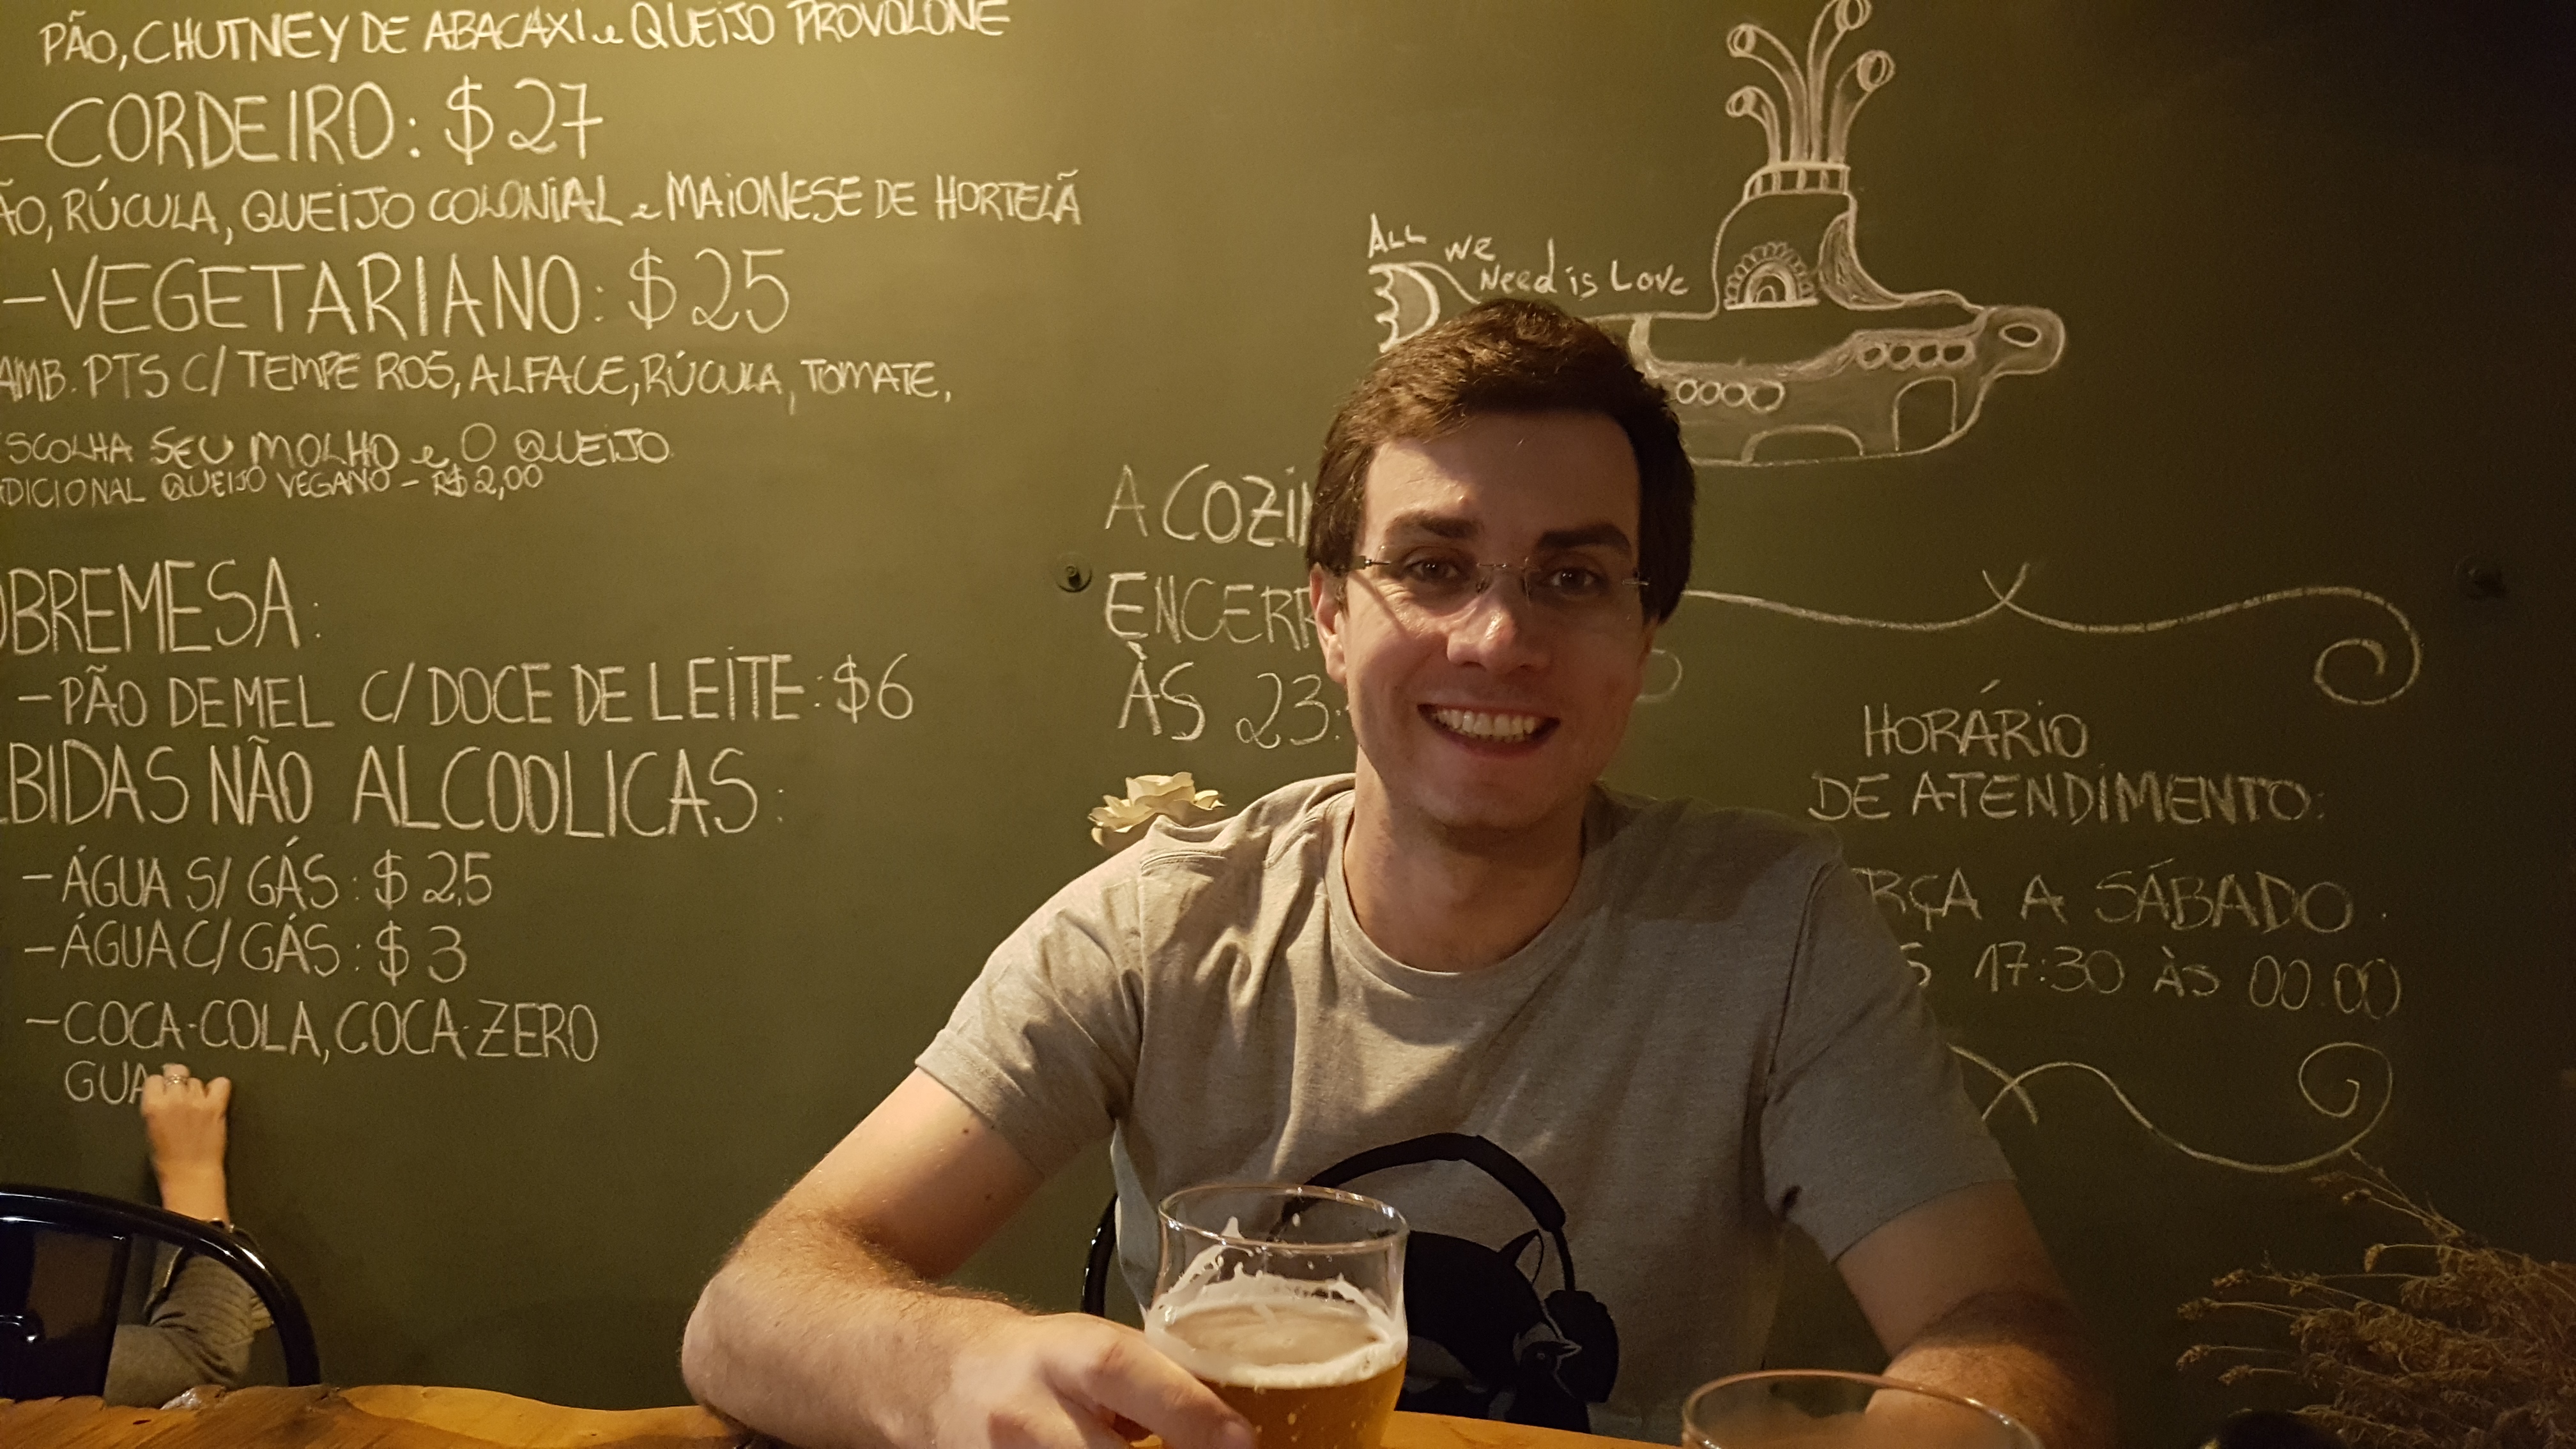 PÃO, CHUTNEY DE ABACAXI e QUEIJO PROVOLONE
-CORDEIRO: $27
ÃO, RÚCULA, QUEIJO COLONIAL e MAIONESE DE HORTELÃ
-VEGETARIANO: $25
AMB. PTS C/ TEMPEROS, ALFACE, RÚCULA, TOMATE,
SCOLHA SEU MOLHO e O QUEIJO.
DICIONAL QUEIJO VEGANO - R$2,00
OBREMESA:
-PÃO DE MEL C/ DOCE DE LEITE: $6
BIDAS NÃO ALCOOLICAS:
-ÁGUA S/ GÁS: $2,5
-ÁGUA C/ GÁS: $3
-COCA-COLA, COCA-ZERO
GUA
ALL we
Need is Love
A COZI
ENCERR
ÀS 23:
HORÁRIO
DE ATENDIMENTO:
RÇA A SÁBADO.
S 17:30 ÀS 00.00